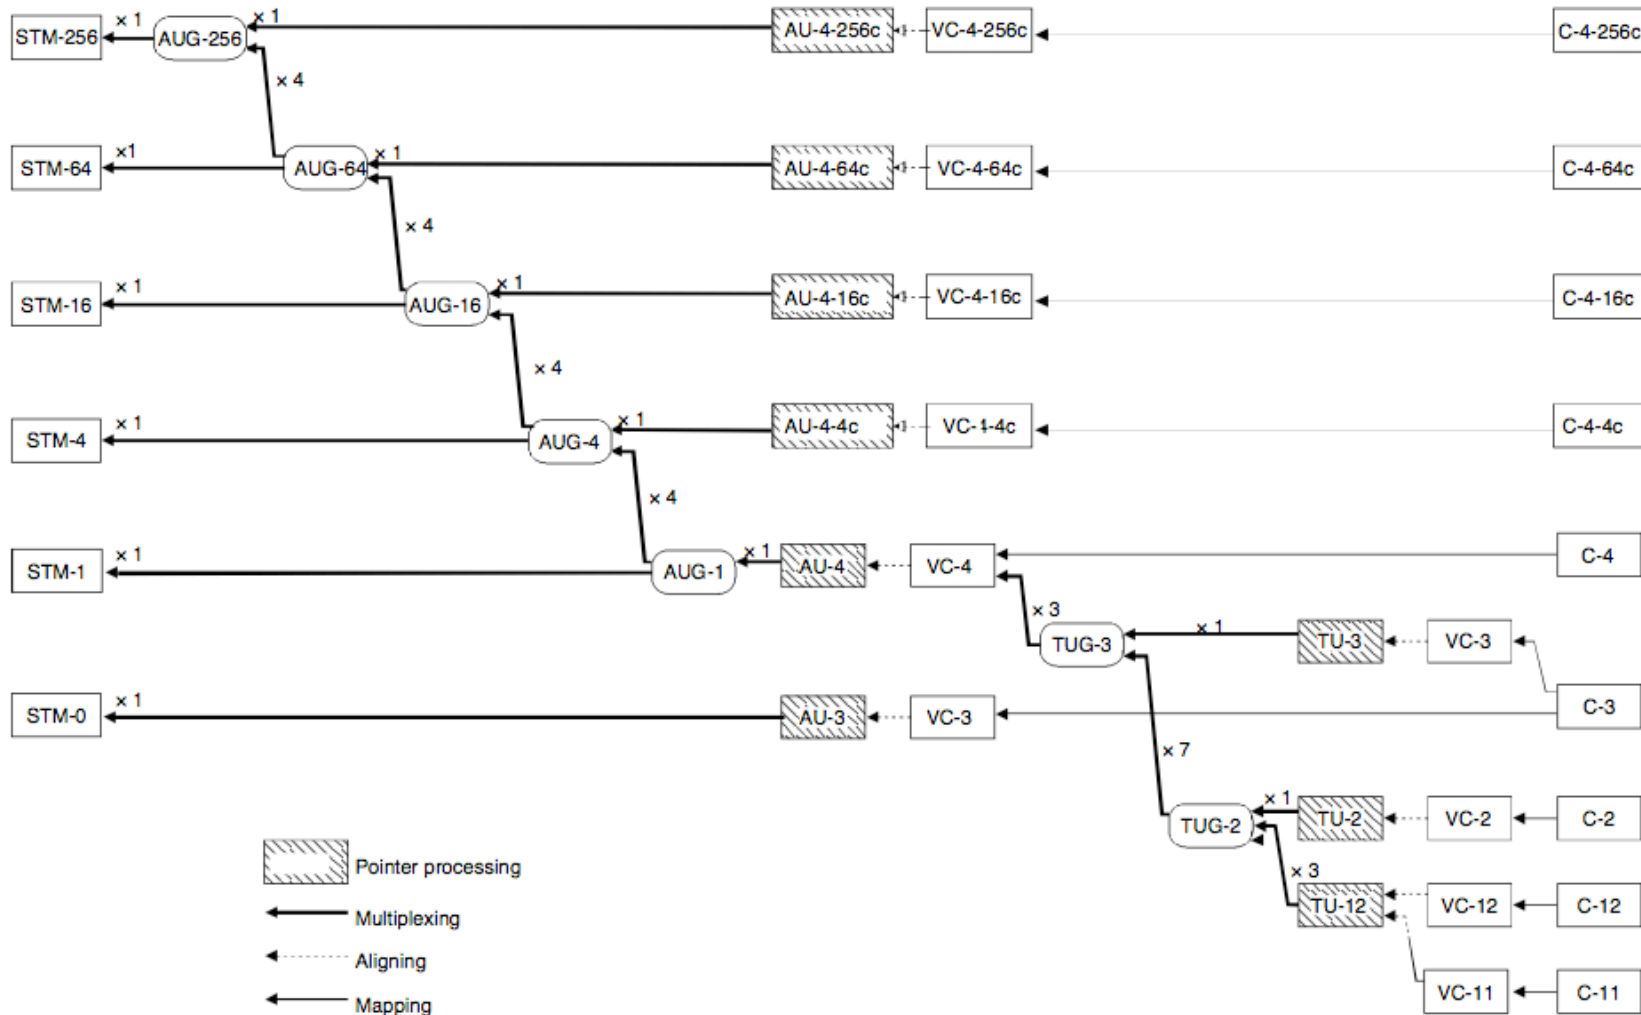 STM-256
× 1
AUG-256
× 1
AU-4-256c
VC-4-256c
C-4-256c
× 4
STM-64
×1
AUG-64
× 1
AU-4-64c
VC-4-64c
C-4-64c
× 4
STM-16
× 1
AUG-16
× 1
AU-4-16c
VC-4-16c
C-4-16c
× 4
STM-4
× 1
AUG-4
× 1
AU-4-4c
VC-4-4c
C-4-4c
× 4
STM-1
× 1
AUG-1
× 1
AU-4
VC-4
C-4
× 3
TUG-3
× 1
TU-3
VC-3
C-3
STM-0
× 1
AU-3
VC-3
× 7
TUG-2
× 1
TU-2
VC-2
C-2
× 3
TU-12
VC-12
C-12
VC-11
C-11
Pointer processing
Multiplexing
Aligning
Mapping